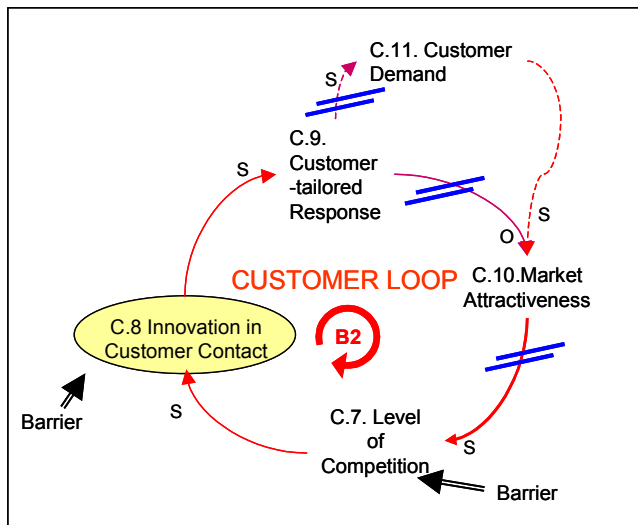 C.11. Customer
Demand
S
C.9.
Customer
-tailored
Response
S
S
O
CUSTOMER LOOP
C.10.Market
Attractiveness
C.8 Innovation in
Customer Contact
B2
Barrier
S
C.7. Level
of
Competition
S
Barrier